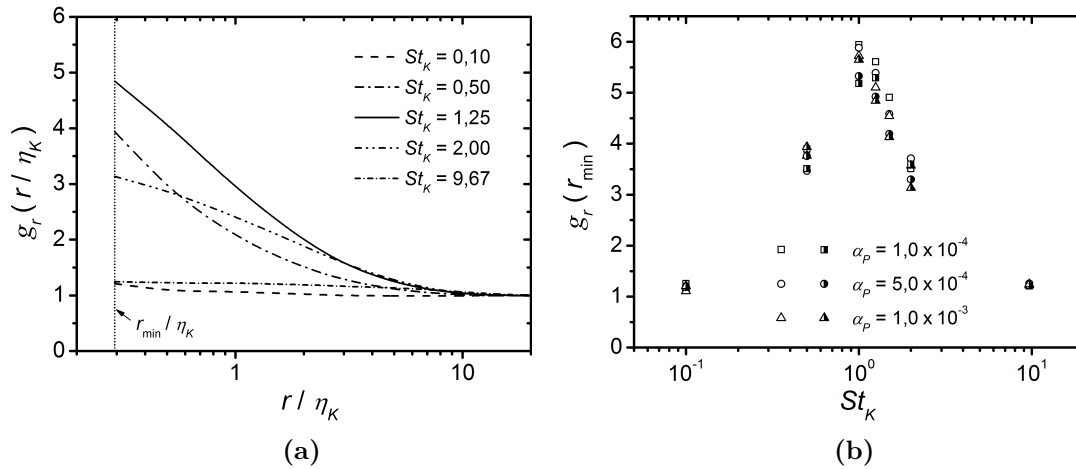 6
5
4
3
2
1
0
g_r ( r / η_K )
St_K = 0,10
St_K = 0,50
St_K = 1,25
St_K = 2,00
St_K = 9,67
r_min / η_K
1
10
r / η_K
(a)
6
5
4
3
2
1
0
g_r ( r_min )
α_P = 1,0 x 10^-4
α_P = 5,0 x 10^-4
α_P = 1,0 x 10^-3
10^-1
10^0
10^1
St_K
(b)